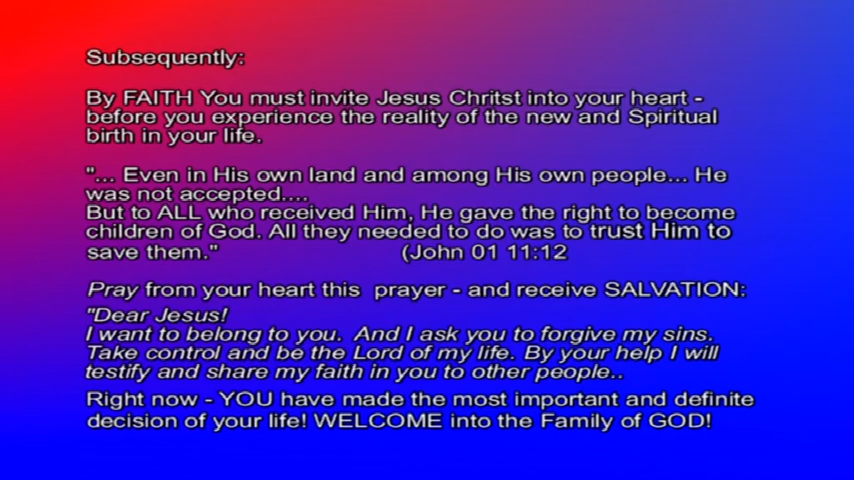 Subsequently:
By FAITH You must invite Jesus Chritst into your heart -
before you experience the reality of the new and Spiritual
birth in your life.
"... Even in His own land and among His own people... He
was not accepted....
But to ALL who received Him, He gave the right to become
children of God. All they needed to do was to trust Him to
save them." (John 01 11:12
Pray from your heart this prayer - and receive SALVATION:
"Dear Jesus!
I want to belong to you. And I ask you to forgive my sins.
Take control and be the Lord of my life. By your help I will
testify and share my faith in you to other people..
Right now - YOU have made the most important and definite
decision of your life! WELCOME into the Family of GOD!